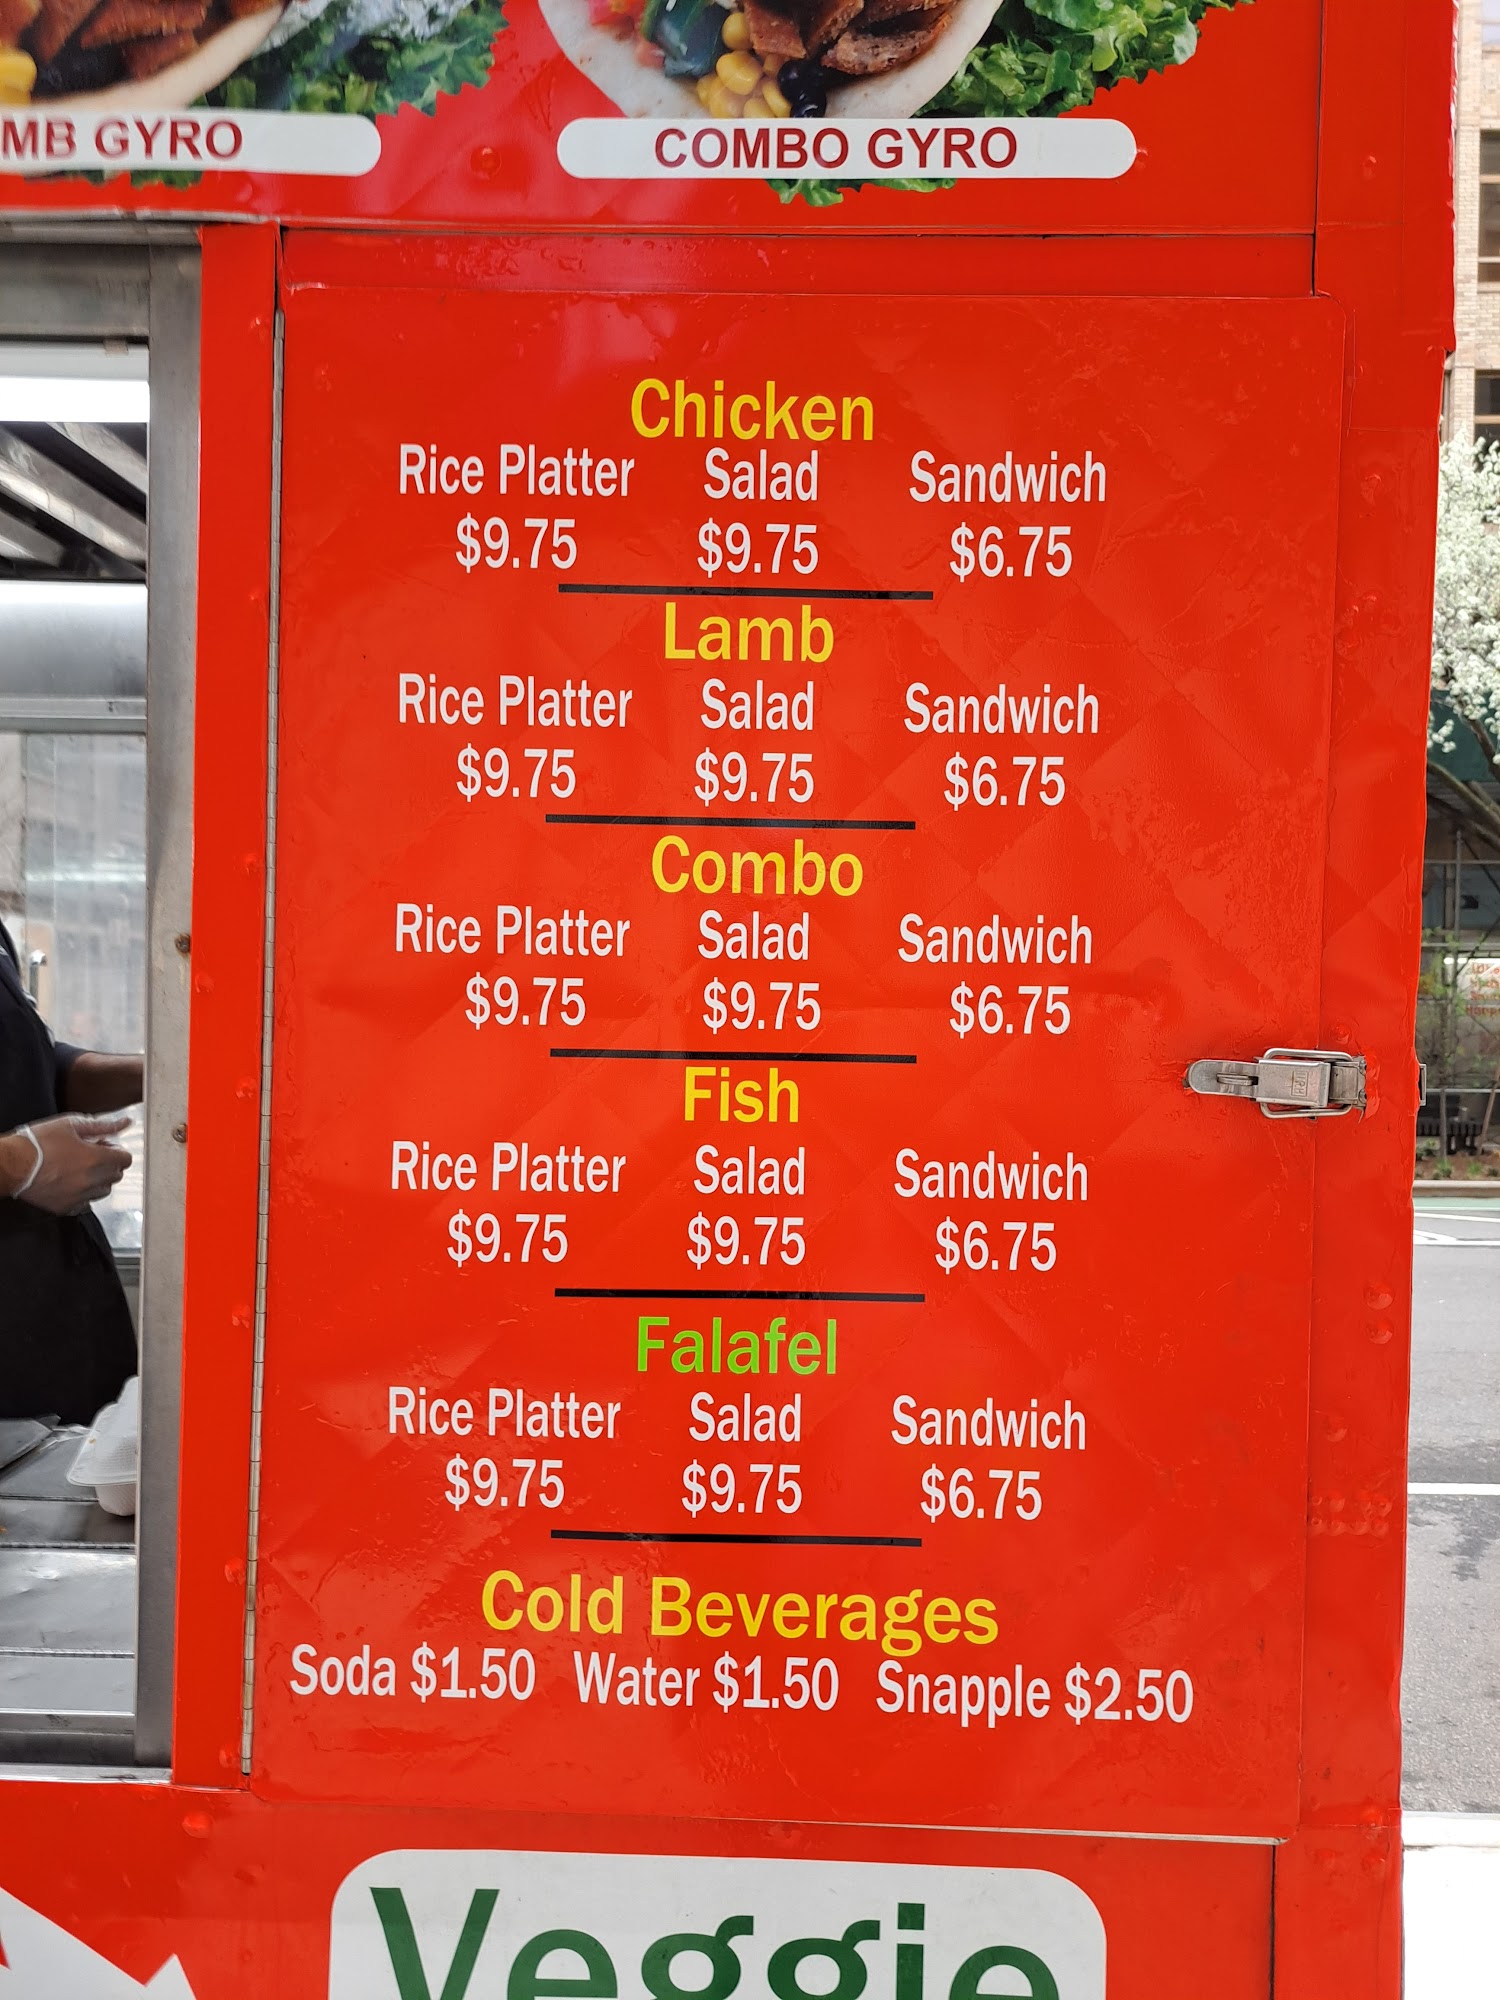 MB GYRO
COMBO GYRO
Chicken
Rice Platter Salad Sandwich
$9.75 $9.75 $6.75
Lamb
Rice Platter Salad Sandwich
$9.75 $9.75 $6.75
Combo
Rice Platter Salad Sandwich
$9.75 $9.75 $6.75
Fish
Rice Platter Salad Sandwich
$9.75 $9.75 $6.75
Falafel
Rice Platter Salad Sandwich
$9.75 $9.75 $6.75
Cold Beverages
Soda $1.50 Water $1.50 Snapple $2.50
Veggie